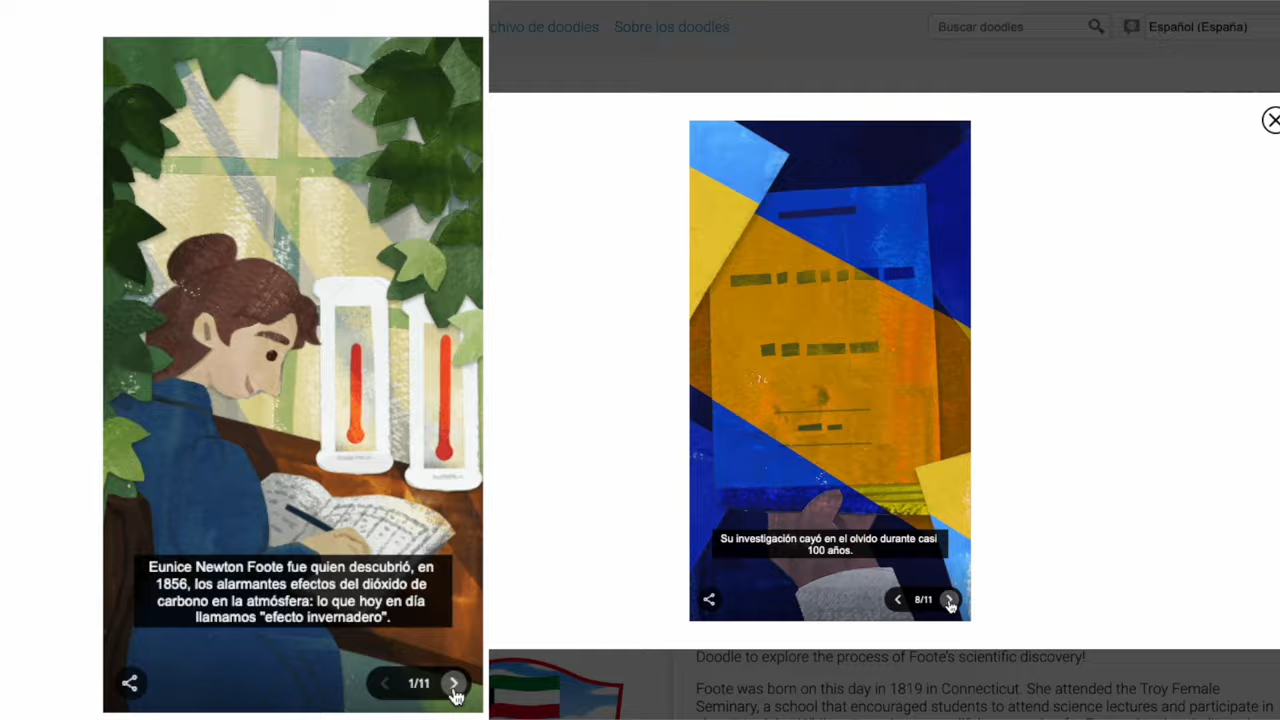 Eunice Newton Foote fue quien descubrió, en
1856, los alarmantes efectos del dióxido de
carbono en la atmósfera: lo que hoy en día
llamamos "efecto invernadero".
1/11
chivo de doodles Sobre los doodles
Buscar doodles
Español (España)
Su investigación cayó en el olvido durante casi
100 años.
8/11
Doodle to explore the process of Foote's scientific discovery!
Foote was born on this day in 1819 in Connecticut. She attended the Troy Female
Seminary, a school that encouraged students to attend science lectures and participate in